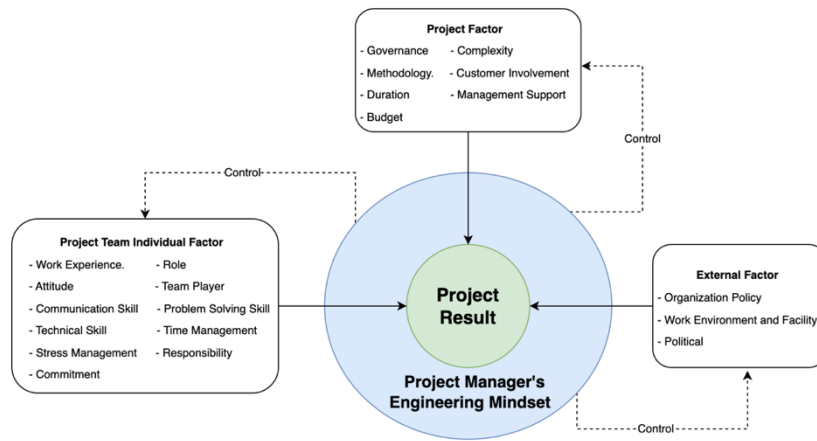 Project Factor
- Governance - Complexity
- Methodology. - Customer Involvement
- Duration - Management Support
- Budget
Control
Control
Project Team Individual Factor
- Work Experience. - Role
- Attitude - Team Player
- Communication Skill - Problem Solving Skill
- Technical Skill - Time Management
- Stress Management - Responsibility
- Commitment
Project
Result
External Factor
- Organization Policy
- Work Environment and Facility
- Political
Project Manager's
Engineering Mindset
Control